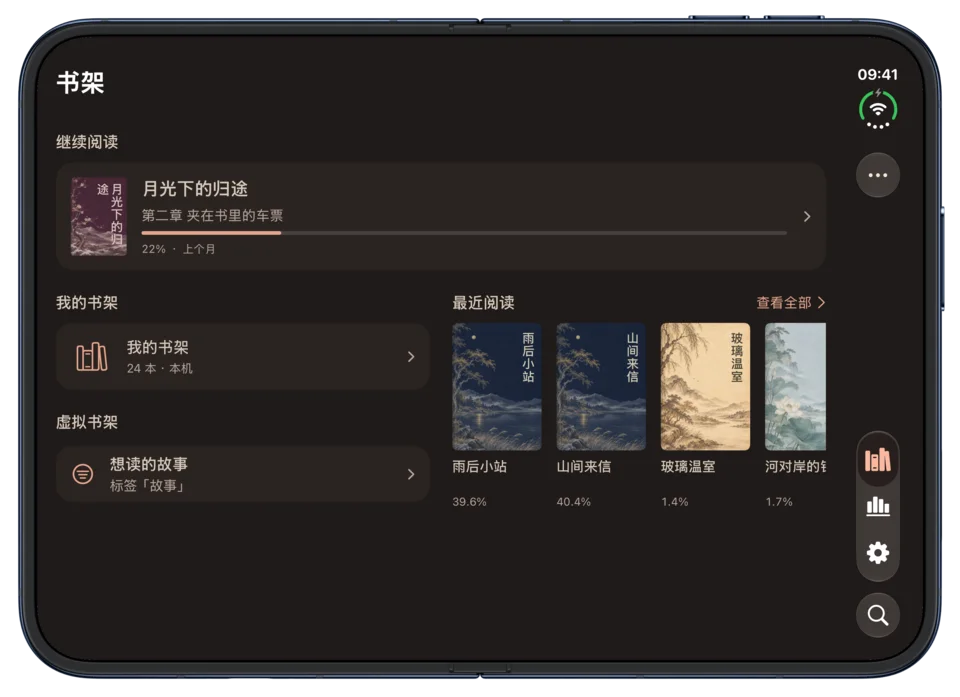 书架
09:41
继续阅读
月光下的归途
月光下的归
途
第二章 夹在书里的车票
22% · 上个月
我的书架
我的书架
24 本 · 本机
虚拟书架
想读的故事
标签「故事」
最近阅读
查看全部
雨后小站
山间来信
玻璃温室
雨后小站
山间来信
玻璃温室
河对岸的
39.6%
40.4%
1.4%
1.7%